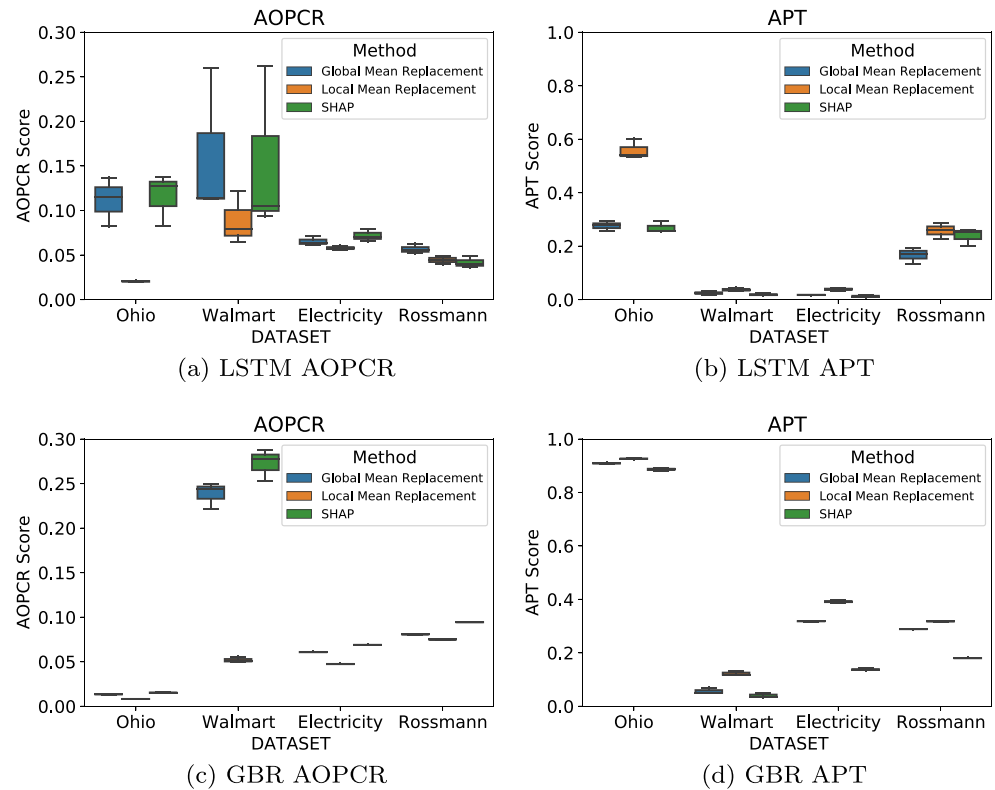 AOPCR
0.30
0.25
0.20
0.15
0.10
0.05
0.00
AOPCR Score
Method
Global Mean Replacement
Local Mean Replacement
SHAP
Ohio Walmart Electricity Rossmann
DATASET
(a) LSTM AOPCR
APT
1.0
0.8
0.6
0.4
0.2
0.0
APT Score
Method
Global Mean Replacement
Local Mean Replacement
SHAP
Ohio Walmart Electricity Rossmann
DATASET
(b) LSTM APT
AOPCR
0.30
0.25
0.20
0.15
0.10
0.05
0.00
AOPCR Score
Method
Global Mean Replacement
Local Mean Replacement
SHAP
Ohio Walmart Electricity Rossmann
DATASET
(c) GBR AOPCR
APT
1.0
0.8
0.6
0.4
0.2
0.0
APT Score
Method
Global Mean Replacement
Local Mean Replacement
SHAP
Ohio Walmart Electricity Rossmann
DATASET
(d) GBR APT